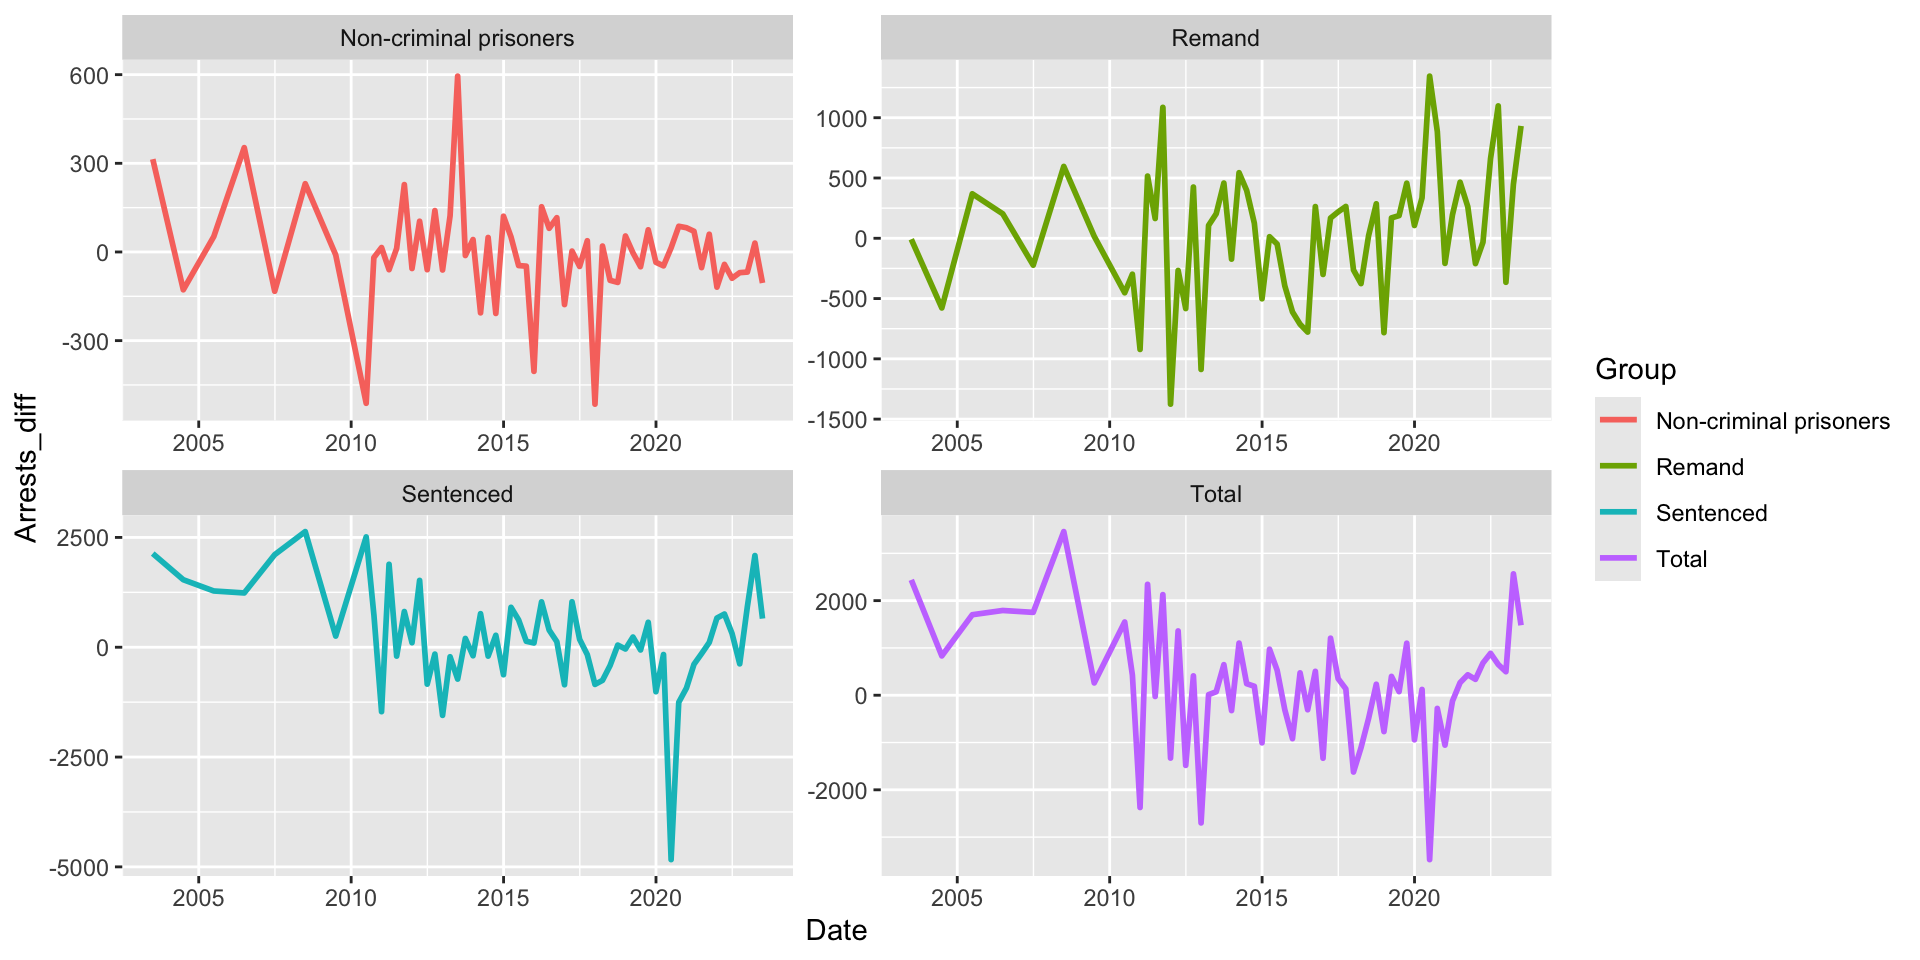 Non-criminal prisoners
600
300
0
-300
2005 2010 2015 2020
Remand
1000
500
0
-500
-1000
-1500
2005 2010 2015 2020
Sentenced
2500
0
-2500
-5000
2005 2010 2015 2020
Total
2000
0
-2000
2005 2010 2015 2020
Arrests_diff
Date
Group
Non-criminal prisoners
Remand
Sentenced
Total